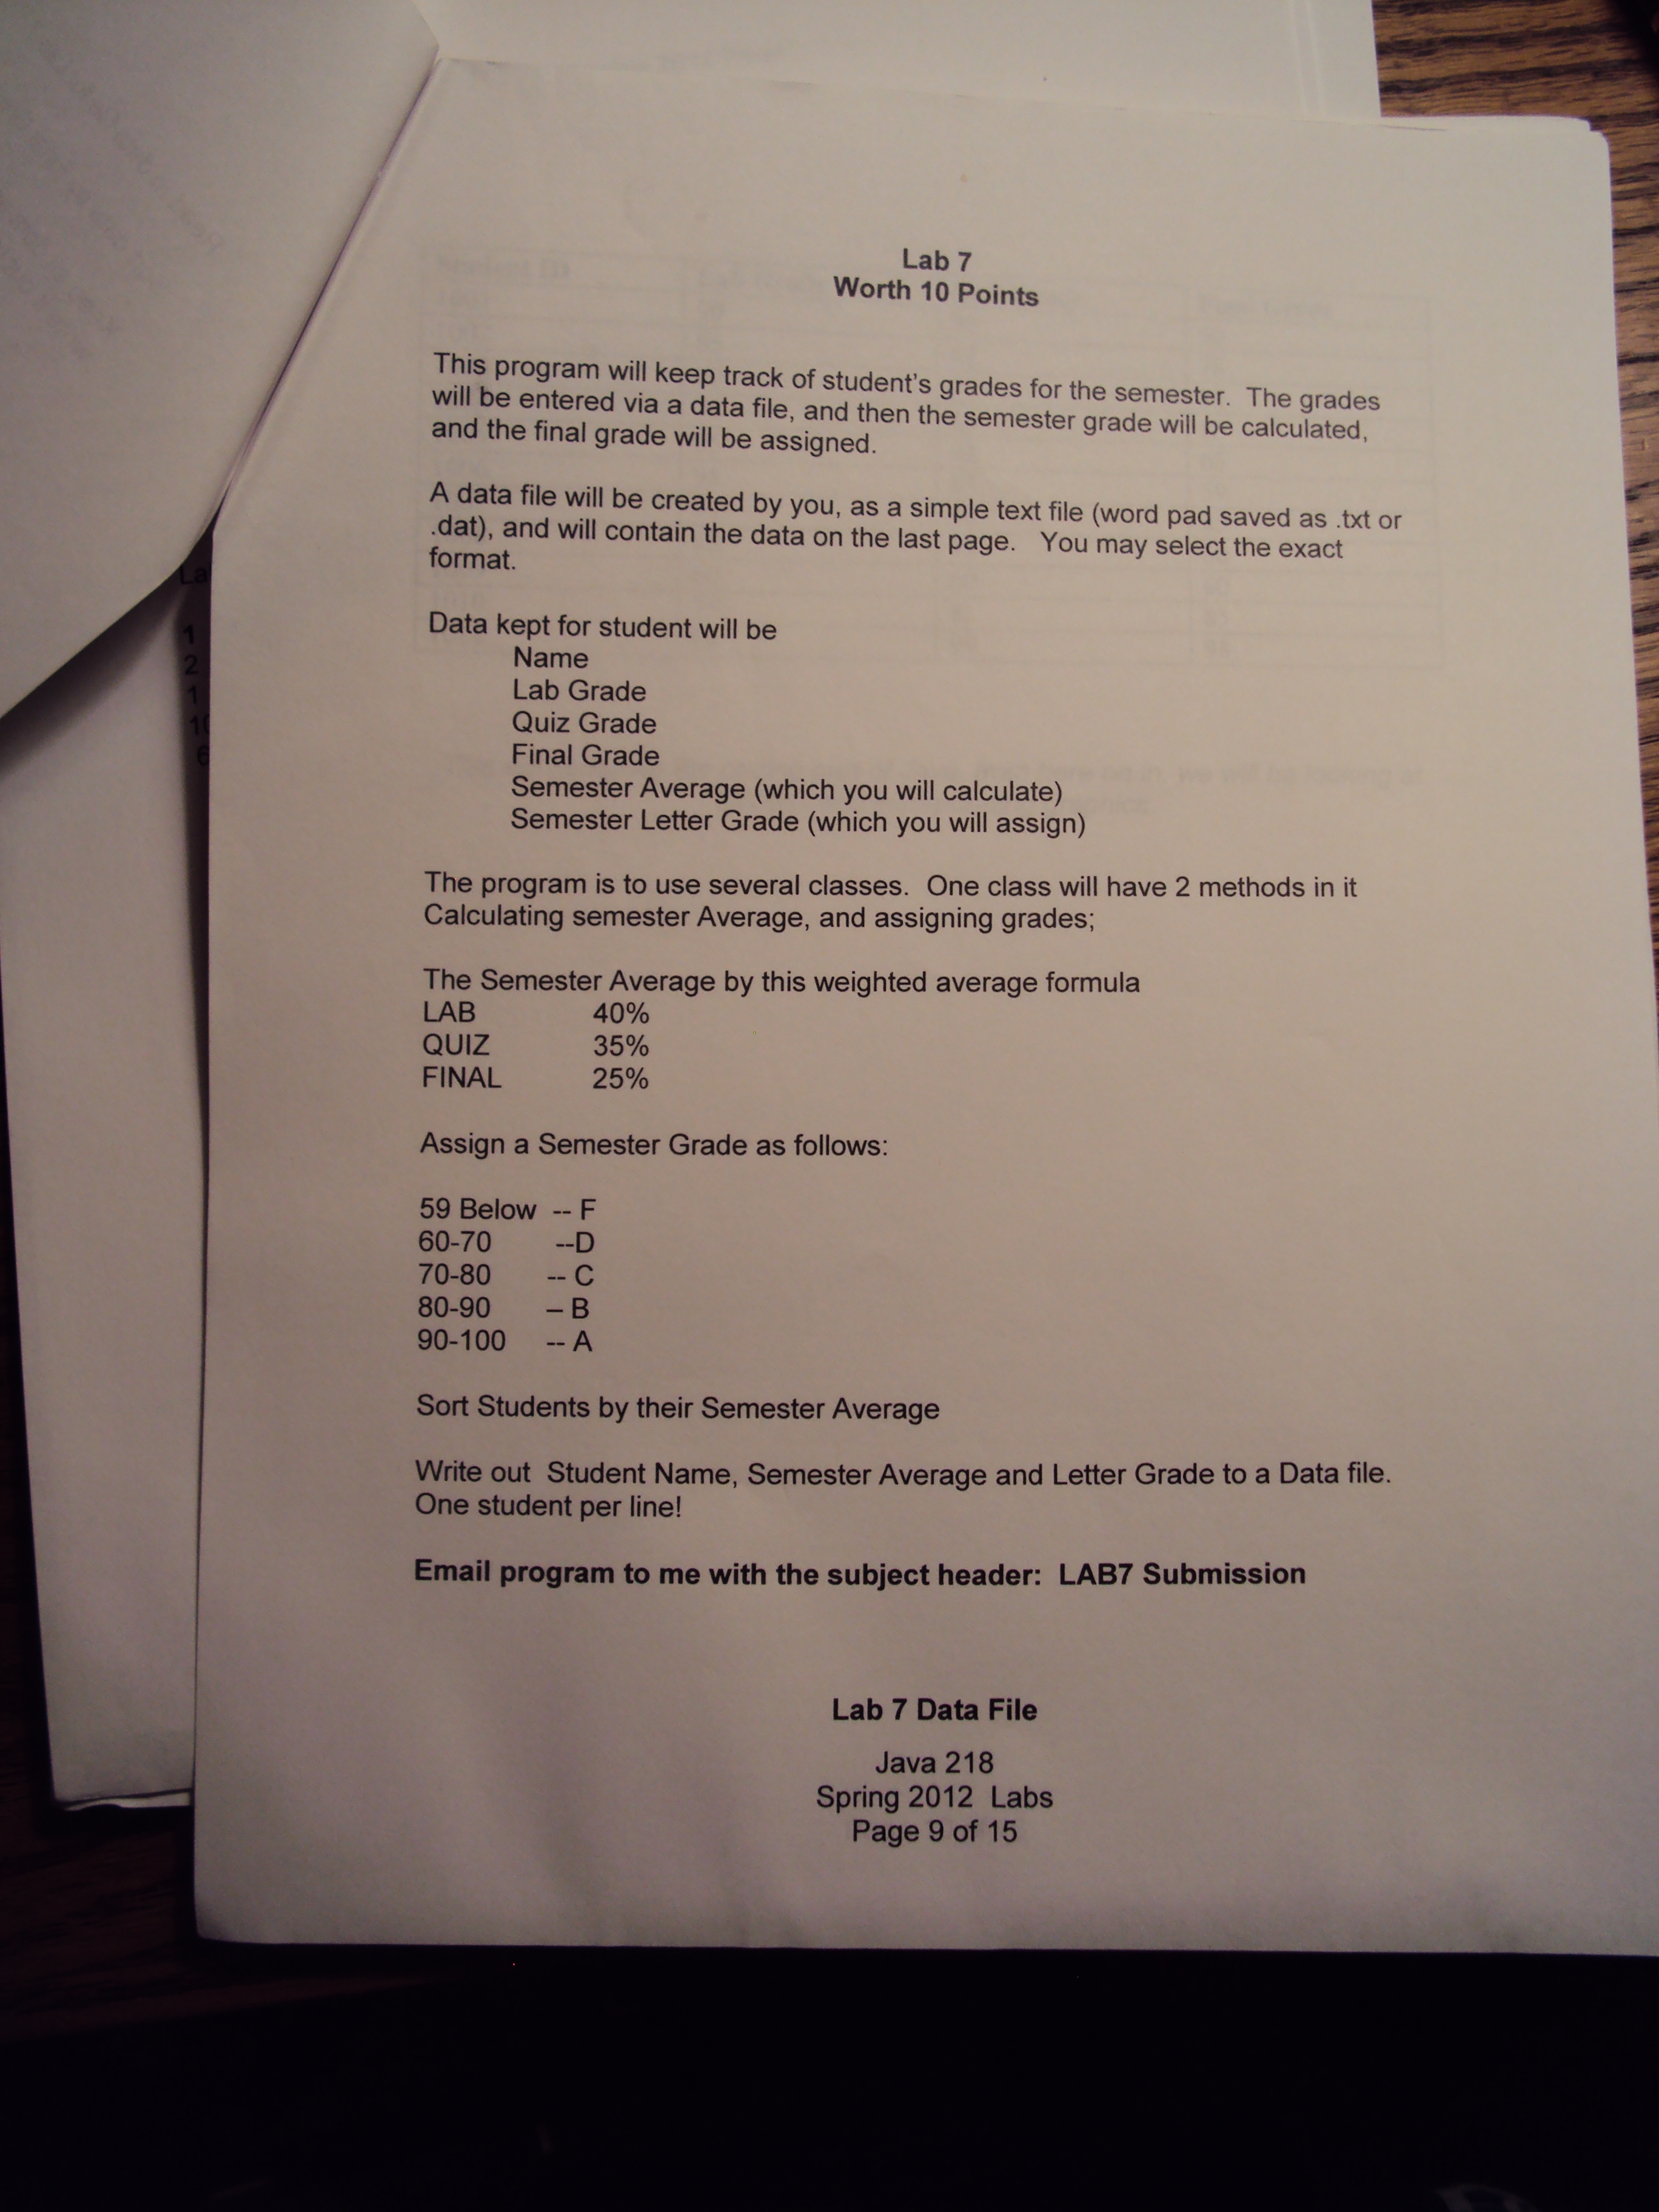 Lab 7
Worth 10 Points
This program will keep track of student's grades for the semester. The grades
will be entered via a data file, and then the semester grade will be calculated,
and the final grade will be assigned.
A data file will be created by you, as a simple text file (word pad saved as .txt or
.dat), and will contain the data on the last page. You may select the exact
format.
Data kept for student will be
Name
Lab Grade
Quiz Grade
Final Grade
Semester Average (which you will calculate)
Semester Letter Grade (which you will assign)
The program is to use several classes. One class will have 2 methods in it
Calculating semester Average, and assigning grades;
The Semester Average by this weighted average formula
LAB 40%
QUIZ 35%
FINAL 25%
Assign a Semester Grade as follows:
59 Below -- F
60-70 --D
70-80 -- C
80-90 – B
90-100 -- A
Sort Students by their Semester Average
Write out Student Name, Semester Average and Letter Grade to a Data file.
One student per line!
Email program to me with the subject header: LAB7 Submission
Lab 7 Data File
Java 218
Spring 2012 Labs
Page 9 of 15
La
1
2
1
10
6